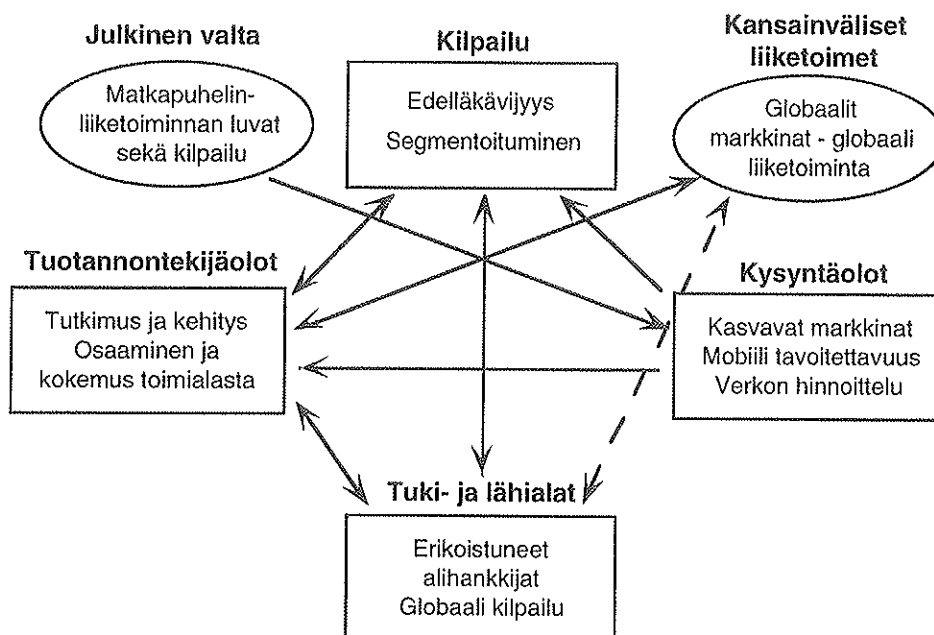 Julkinen valta
Matkapuhelin-
liiketoiminnan luvat
sekä kilpailu
Kilpailu
Edelläkävijyys
Segmentoituminen
Kansainväliset
liiketoimet
Globaalit
markkinat - globaali
liiketoiminta
Tuotannontekijäolot
Tutkimus ja kehitys
Osaaminen ja
kokemus toimialasta
Kysyntäolot
Kasvavat markkinat
Mobiili tavoitettavuus
Verkon hinnoittelu
Tuki- ja lähialat
Erikoistuneet
alihankkijat
Globaali kilpailu